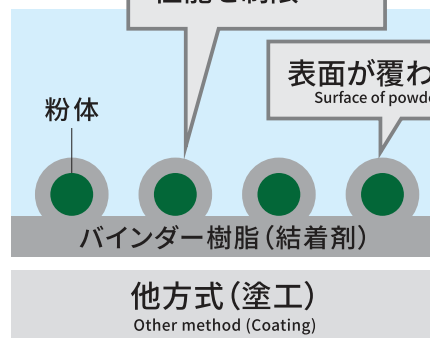 表面が覆わ
Surface of powd
粉体
バインダー樹脂（結着剤）
他方式（塗工）
Other method (Coating)